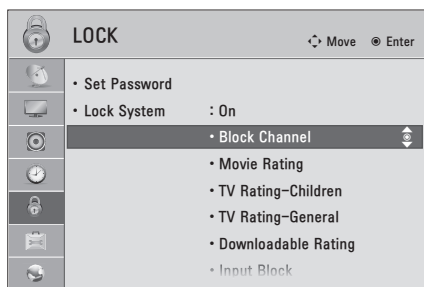 LOCK
Move Enter
• Set Password
• Lock System : On
• Block Channel
• Movie Rating
• TV Rating-Children
• TV Rating-General
• Downloadable Rating
• Input Block